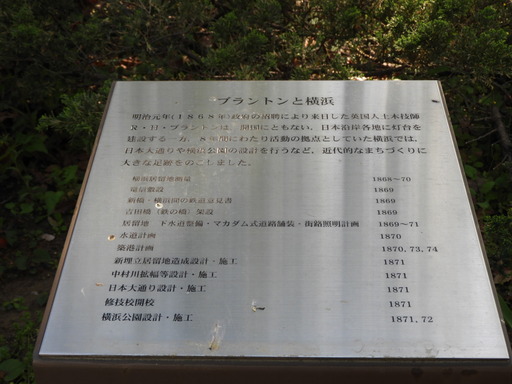 ブラントンと横浜
明治元年(1868年)政府の招聘により来日した英国人土木技師
R・H・ブラントンは、開国にともない、日本沿岸各地に灯台を
建設する一方、8年間にわたり活動の拠点としていた横浜では、
日本大通りや横浜公園の設計を行うなど、近代的なまちづくりに
大きな足跡をのこしました。
帰国居留地測量 1868〜70
電信敷設 1869
新橋・横浜間の鉄道意見書 1869
吉田橋(鉄の橋)架設 1869
居留地 下水道整備・マカダム式道路舗装・街路照明計画 1869〜71
水道計画 1870
築港計画 1870, 73, 74
新埋立居留地造成設計・施工 1871
中村川拡幅等設計・施工 1871
日本大通り設計・施工 1871
修技校開校 1871
横浜公園設計・施工 1871, 72